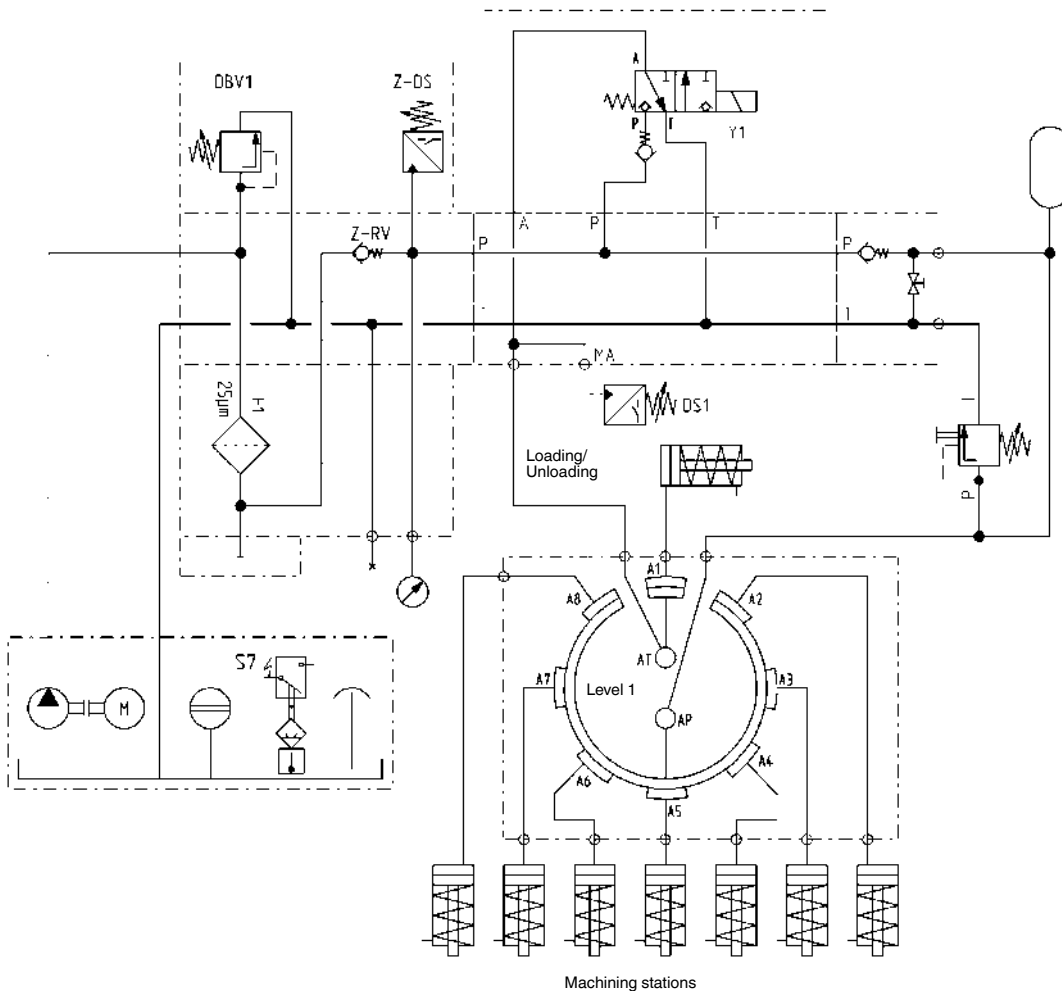 DBV1
Z-DS
A
P
T
Y1
A
P
T
Z-RV
P
P
MA
25µm
DS1
Loading/
Unloading
P
A1
A8
A2
S7
AT
A7
Level 1
A3
M
AP
A6
A4
A5
Machining stations